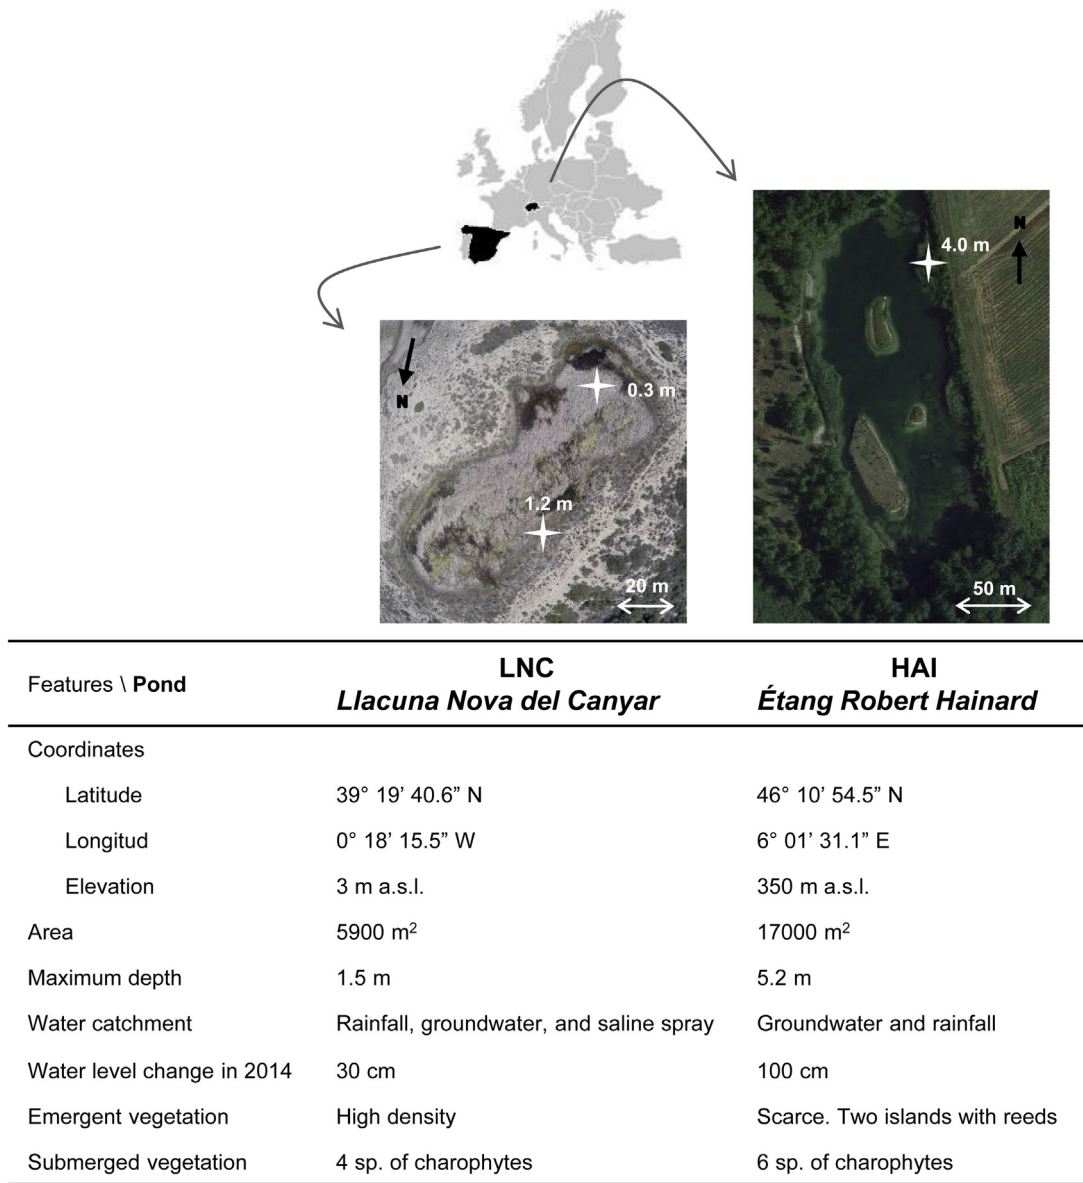 N
4.0 m
N
0.3 m
1.2 m
20 m
50 m
Features \ Pond
LNC
Llacuna Nova del Canyar
HAI
Étang Robert Hainard
Coordinates
Latitude 39° 19’ 40.6” N 46° 10’ 54.5” N
Longitud 0° 18’ 15.5” W 6° 01’ 31.1” E
Elevation 3 m a.s.l. 350 m a.s.l.
Area 5900 m² 17000 m²
Maximum depth 1.5 m 5.2 m
Water catchment Rainfall, groundwater, and saline spray Groundwater and rainfall
Water level change in 2014 30 cm 100 cm
Emergent vegetation High density Scarce. Two islands with reeds
Submerged vegetation 4 sp. of charophytes 6 sp. of charophytes